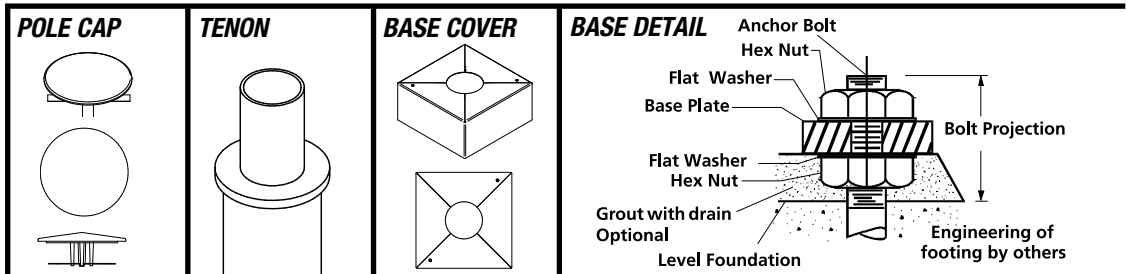 POLE CAP
TENON
BASE COVER
BASE DETAIL
Anchor Bolt
Hex Nut
Flat Washer
Base Plate
Bolt Projection
Flat Washer
Hex Nut
Grout with drain
Optional
Level Foundation
Engineering of
footing by others